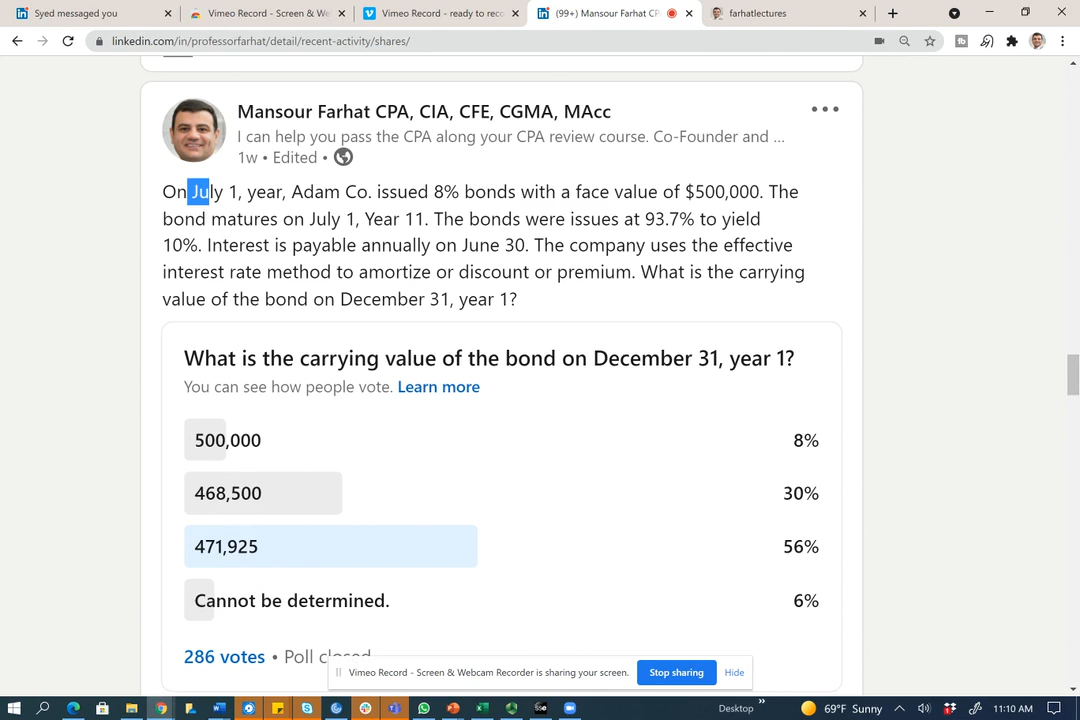 Syed messaged you
Vimeo Record - Screen & We
Vimeo Record - ready to reco
(99+) Mansour Farhat CP
farhatlectures
linkedin.com/in/professorfarhat/detail/recent-activity/shares/
Mansour Farhat CPA, CIA, CFE, CGMA, MAcc
I can help you pass the CPA along your CPA review course. Co-Founder and ...
1w • Edited •
On July 1, year, Adam Co. issued 8% bonds with a face value of $500,000. The
bond matures on July 1, Year 11. The bonds were issues at 93.7% to yield
10%. Interest is payable annually on June 30. The company uses the effective
interest rate method to amortize or discount or premium. What is the carrying
value of the bond on December 31, year 1?
What is the carrying value of the bond on December 31, year 1?
You can see how people vote. Learn more
500,000 8%
468,500 30%
471,925 56%
Cannot be determined. 6%
286 votes • Poll closed
Vimeo Record - Screen & Webcam Recorder is sharing your screen. Stop sharing Hide
Desktop
69°F Sunny
11:10 AM